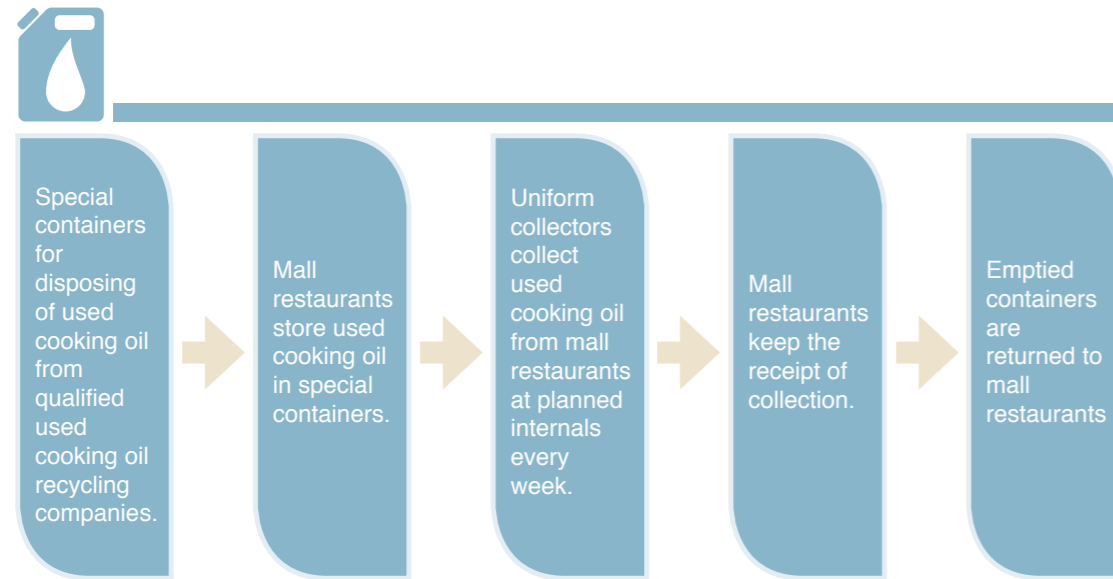 Special
containers
for
disposing
of used
cooking oil
from
qualified
used
cooking oil
recycling
companies.
Mall
restaurants
store used
cooking oil
in special
containers.
Uniform
collectors
collect
used
cooking oil
from mall
restaurants
at planned
internals
every
week.
Mall
restaurants
keep the
receipt of
collection.
Emptied
containers
are
returned to
mall
restaurants